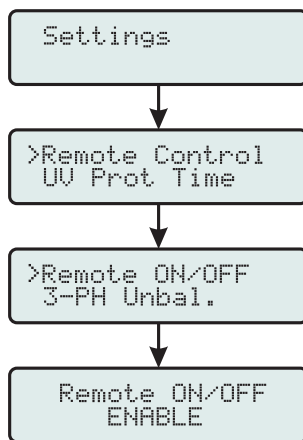 Settings
>Remote Control
UV Prot Time
>Remote ON/OFF
3-PH Unbal.
Remote ON/OFF
ENABLE